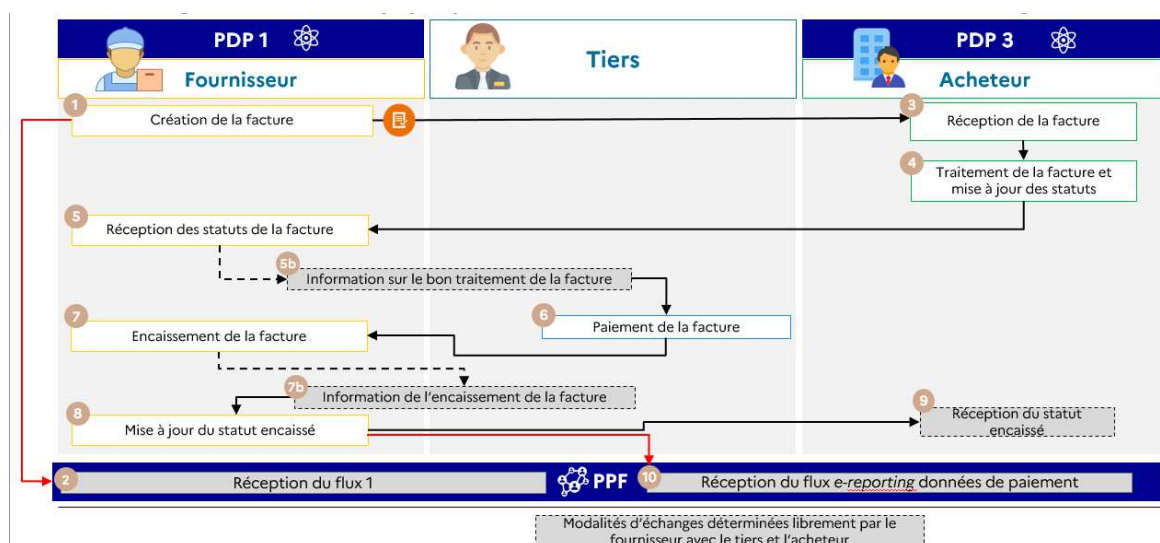 PDP 1
PDP 3
Fournisseur
Tiers
Acheteur
1
Création de la facture
3
Réception de la facture
4
Traitement de la facture et
mise à jour des statuts
5
Réception des statuts de la facture
5b
Information sur le bon traitement de la facture
6
Paiement de la facture
7
Encaissement de la facture
7b
Information de l'encaissement de la facture
8
Mise à jour du statut encaissé
9
Réception du statut
encaissé
2
Réception du flux 1
PPF
10
Réception du flux e-reporting données de paiement
Modalités d'échanges déterminées librement par le
fournisseur avec le tiers et l'acheteur